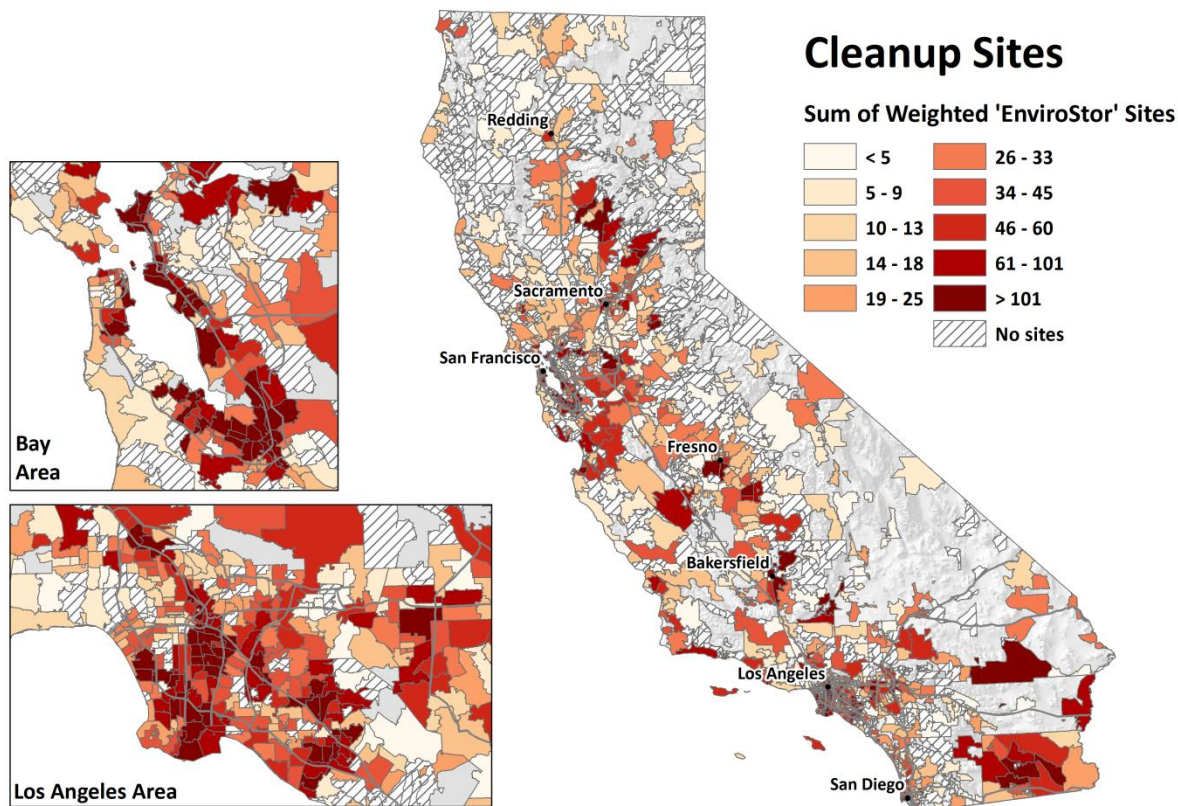 Cleanup Sites
Sum of Weighted 'EnviroStor' Sites
< 5
5 - 9
10 - 13
14 - 18
19 - 25
26 - 33
34 - 45
46 - 60
61 - 101
> 101
No sites
Redding
Sacramento
San Francisco
Fresno
Bakersfield
Los Angeles
San Diego
Bay
Area
Los Angeles Area